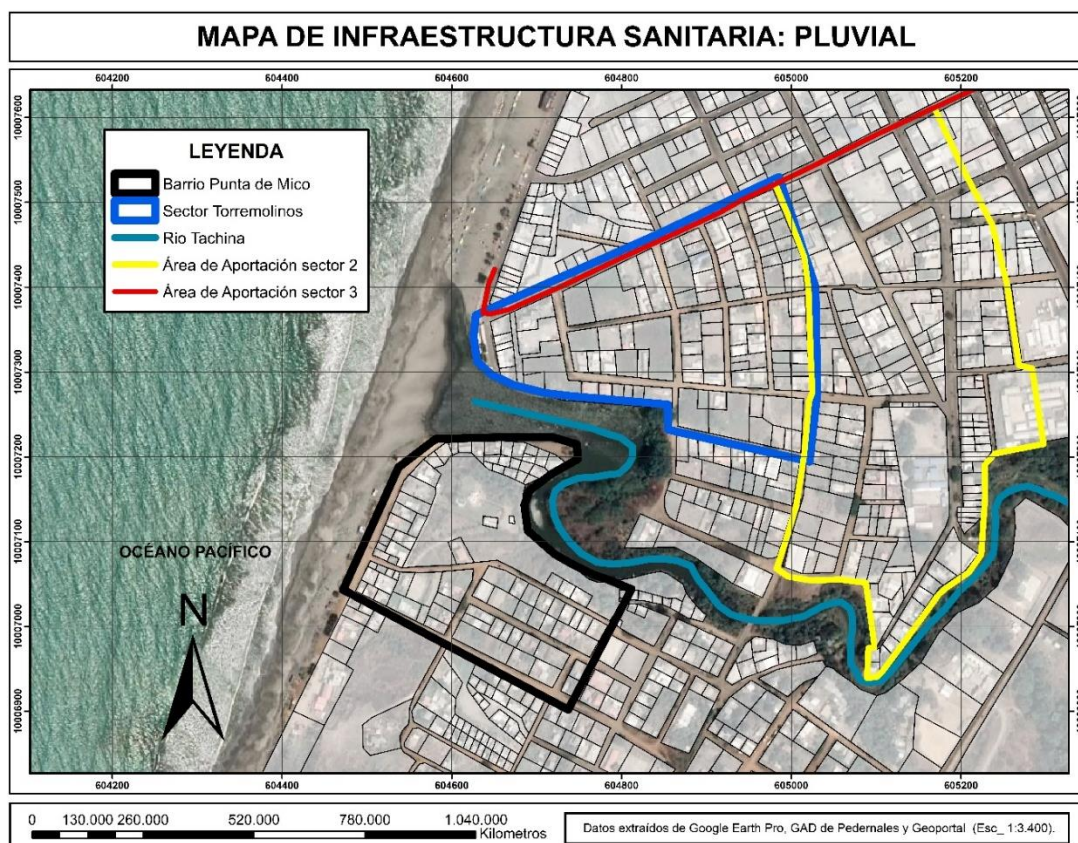 MAPA DE INFRAESTRUCTURA SANITARIA: PLUVIAL
604200 604400 604600 604800 605000 605200
10007600
10007500
10007400
10007300
10007200
10007100
10007000
10006900
LEYENDA
Barrio Punta de Mico
Sector Torremolinos
Rio Tachina
Área de Aportación sector 2
Área de Aportación sector 3
OCÉANO PACÍFICO
N
604200 604400 604600 604800 605000 605200
0 130.000 260.000 520.000 780.000 1.040.000
Kilometros
Datos extraídos de Google Earth Pro, GAD de Pedernales y Geoportal (Esc_ 1:3.400).